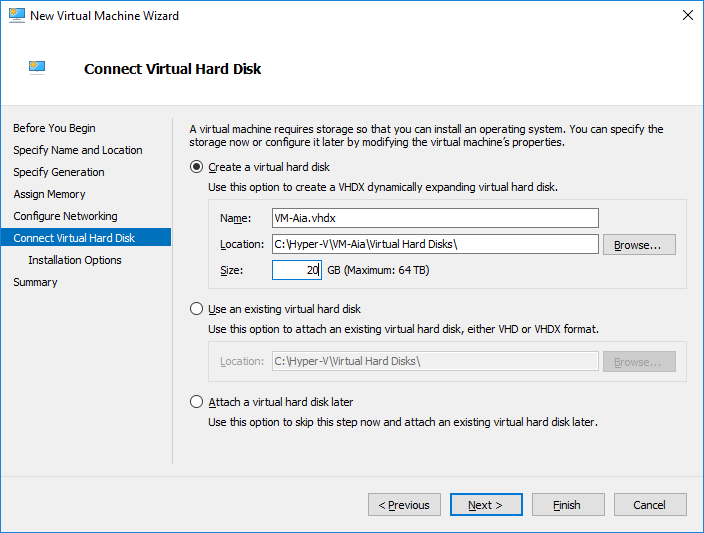 New Virtual Machine Wizard
Connect Virtual Hard Disk
Before You Begin
Specify Name and Location
Specify Generation
Assign Memory
Configure Networking
Connect Virtual Hard Disk
Installation Options
Summary
A virtual machine requires storage so that you can install an operating system. You can specify the
storage now or configure it later by modifying the virtual machine's properties.
Create a virtual hard disk
Use this option to create a VHDX dynamically expanding virtual hard disk.
Name: VM-Aia.vhdx
Location: C:\Hyper-V\VM-Aia\Virtual Hard Disks\ Browse...
Size: 20 GB (Maximum: 64 TB)
Use an existing virtual hard disk
Use this option to attach an existing virtual hard disk, either VHD or VHDX format.
Location: C:\Hyper-V\Virtual Hard Disks\ Browse...
Attach a virtual hard disk later
Use this option to skip this step now and attach an existing virtual hard disk later.
< Previous Next > Finish Cancel